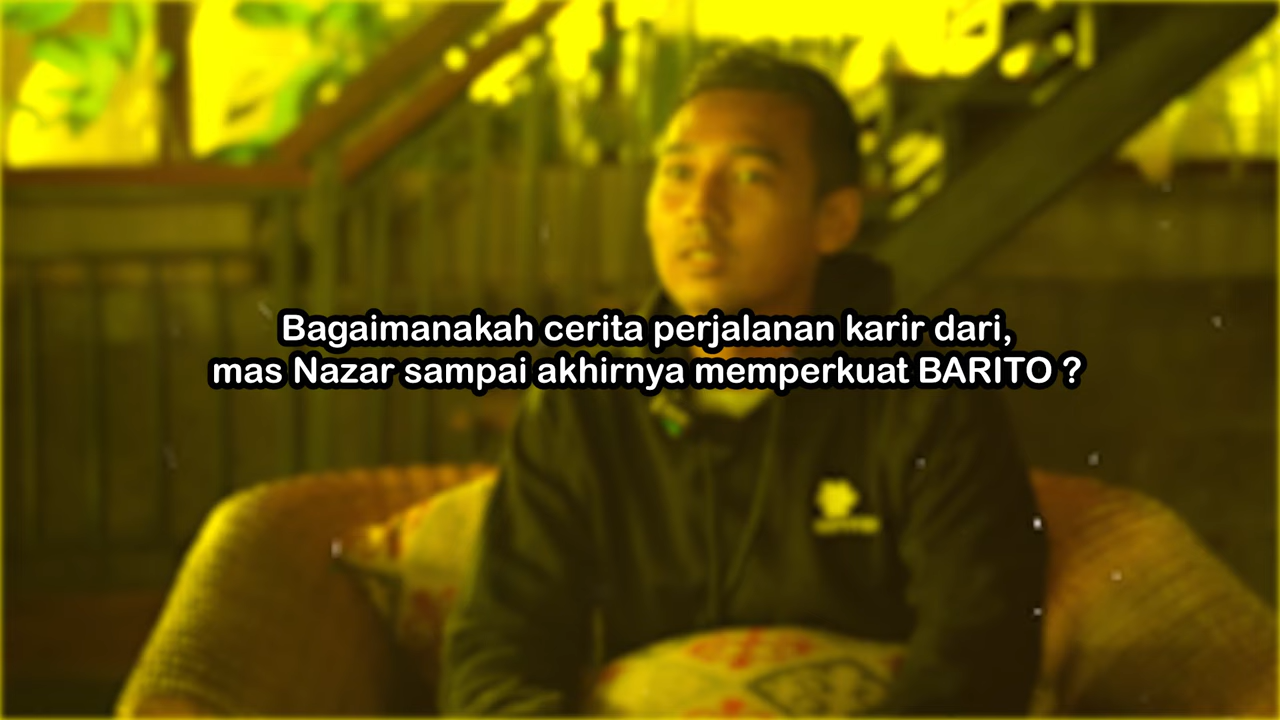 Bagaimanakah cerita perjalanan karir dari,
mas Nazar sampai akhirnya memperkuat BARITO ?